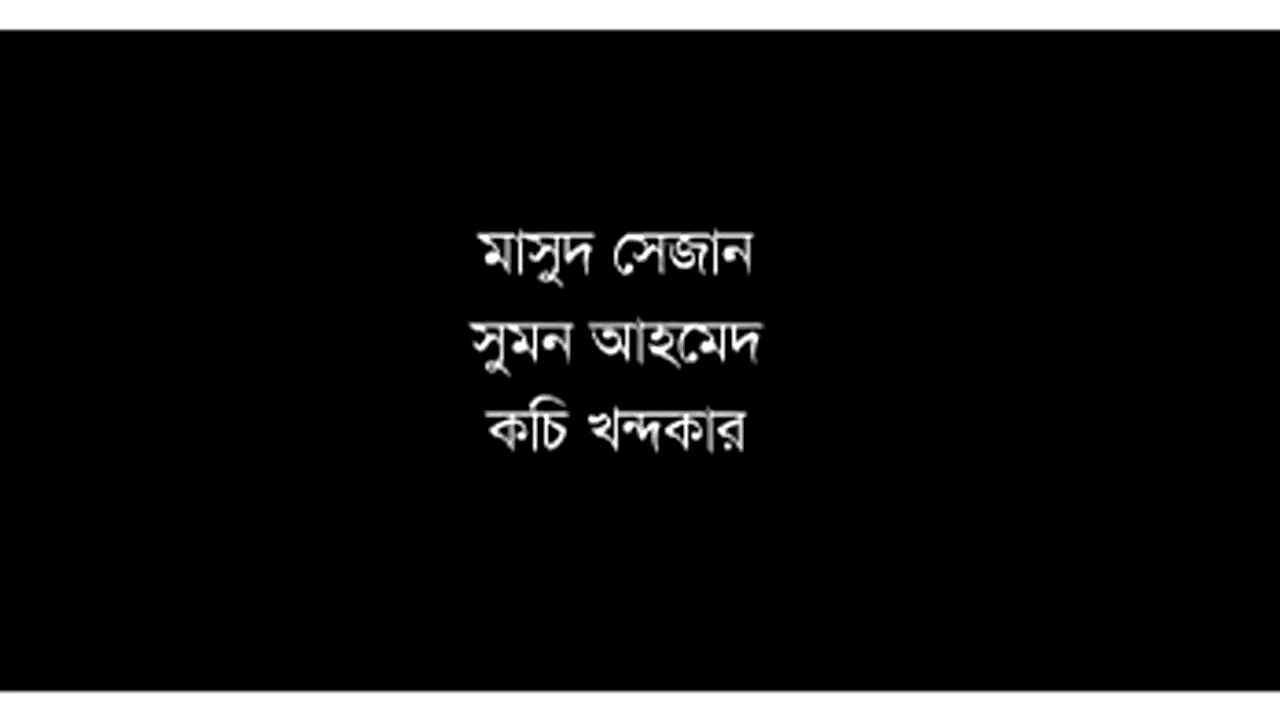 মাসুদ সেজান
সুমন আহমেদ
কচি খন্দকার